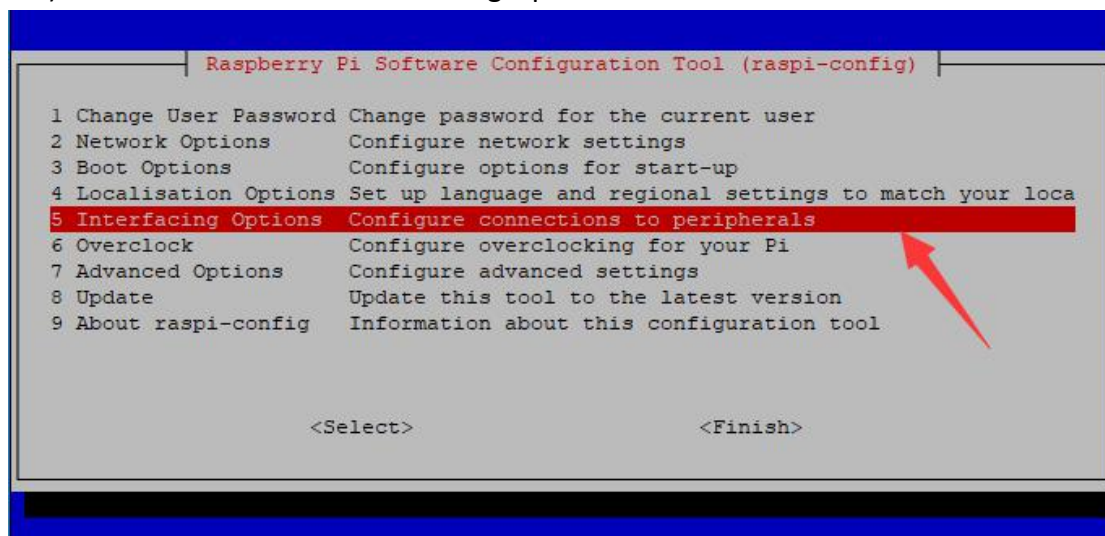 Raspberry Pi Software Configuration Tool (raspi-config)
1 Change User Password Change password for the current user
2 Network Options Configure network settings
3 Boot Options Configure options for start-up
4 Localisation Options Set up language and regional settings to match your loca
5 Interfacing Options Configure connections to peripherals
6 Overclock Configure overclocking for your Pi
7 Advanced Options Configure advanced settings
8 Update Update this tool to the latest version
9 About raspi-config Information about this configuration tool
<Select> <Finish>